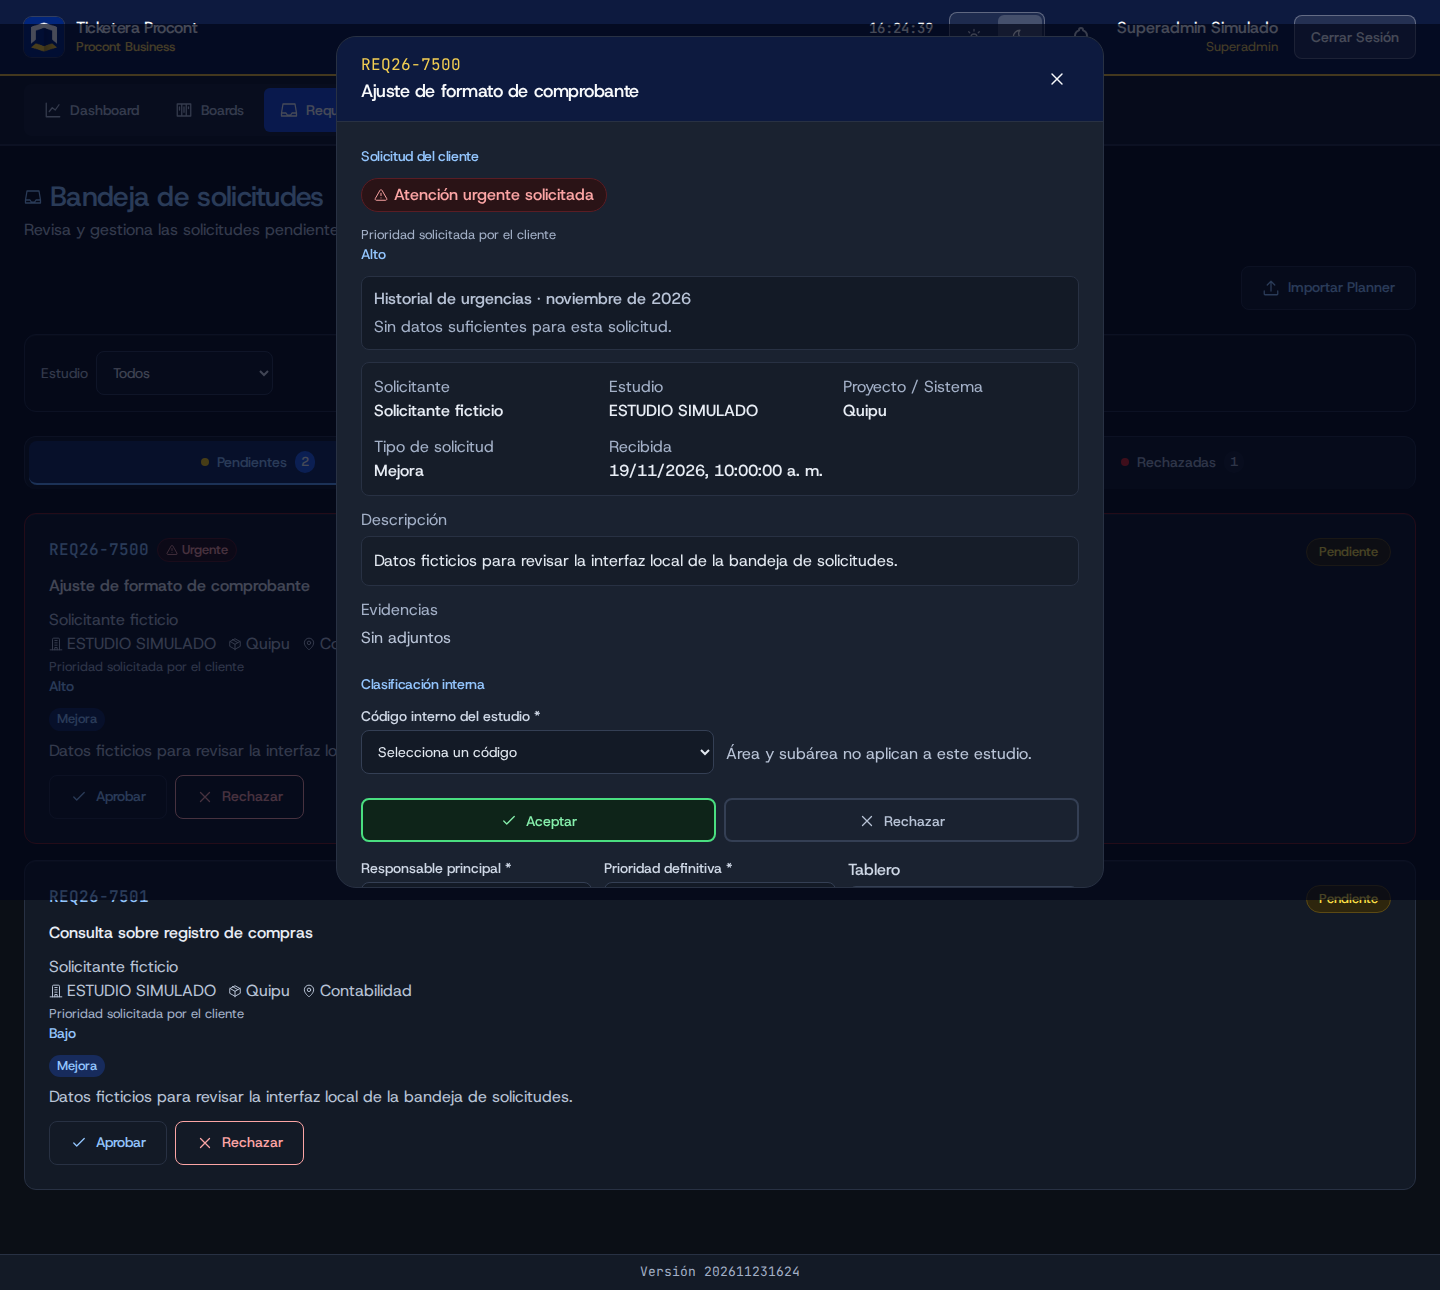 Ticketera Procont
Procont Business
16:24:39
Superadmin Simulado
Superadmin
Cerrar Sesión
Dashboard
Boards
Requ
Bandeja de solicitudes
Revisa y gestiona las solicitudes pendiente
Importar Planner
Estudio
Todos
Pendientes 2
Rechazadas 1
REQ26-7500
Urgente
Pendiente
Ajuste de formato de comprobante
Solicitante ficticio
ESTUDIO SIMULADO Quipu Co
Prioridad solicitada por el cliente
Alto
Mejora
Datos ficticios para revisar la interfaz lo
Aprobar
Rechazar
REQ26-7500
Ajuste de formato de comprobante
Solicitud del cliente
Atención urgente solicitada
Prioridad solicitada por el cliente
Alto
Historial de urgencias · noviembre de 2026
Sin datos suficientes para esta solicitud.
Solicitante
Solicitante ficticio
Estudio
ESTUDIO SIMULADO
Proyecto / Sistema
Quipu
Tipo de solicitud
Mejora
Recibida
19/11/2026, 10:00:00 a. m.
Descripción
Datos ficticios para revisar la interfaz local de la bandeja de solicitudes.
Evidencias
Sin adjuntos
Clasificación interna
Código interno del estudio *
Selecciona un código
Área y subárea no aplican a este estudio.
Aceptar
Rechazar
Responsable principal *
Prioridad definitiva *
Tablero
REQ26-7501
Pendiente
Consulta sobre registro de compras
Solicitante ficticio
ESTUDIO SIMULADO Quipu Contabilidad
Prioridad solicitada por el cliente
Bajo
Mejora
Datos ficticios para revisar la interfaz local de la bandeja de solicitudes.
Aprobar
Rechazar
Versión 202611231624